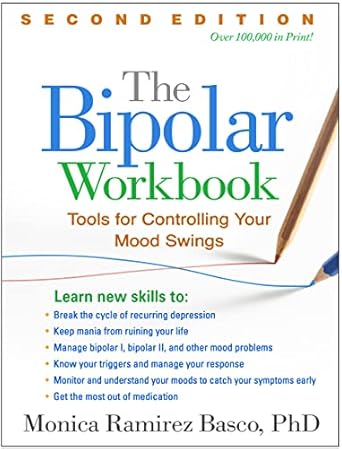 SECOND EDITION
Over 100,000 in Print!
The
Bipolar
Workbook
Tools for Controlling Your
Mood Swings
Learn new skills to:
• Break the cycle of recurring depression
• Keep mania from ruining your life
• Manage bipolar I, bipolar II, and other mood problems
• Know your triggers and manage your response
• Monitor and understand your moods to catch your symptoms early
• Get the most out of medication
Monica Ramirez Basco, PhD